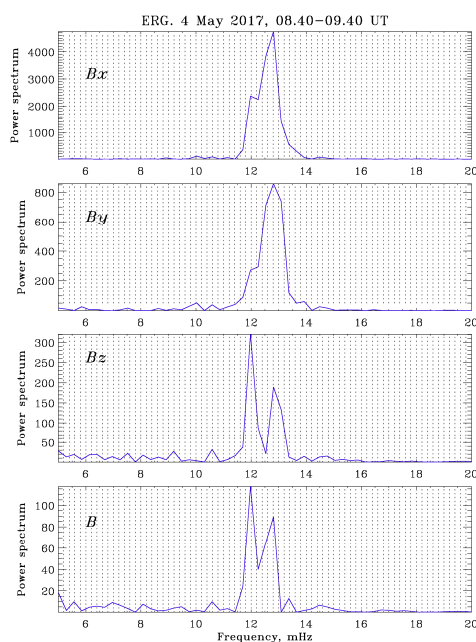 ERG. 4 May 2017, 08.40−09.40 UT
Power spectrum
4000
3000
2000
1000
Bx
6 8 10 12 14 16 18 20
Power spectrum
800
600
400
200
By
6 8 10 12 14 16 18 20
Power spectrum
300
250
200
150
100
50
Bz
6 8 10 12 14 16 18 20
Power spectrum
100
80
60
40
20
B
6 8 10 12 14 16 18 20
Frequency, mHz